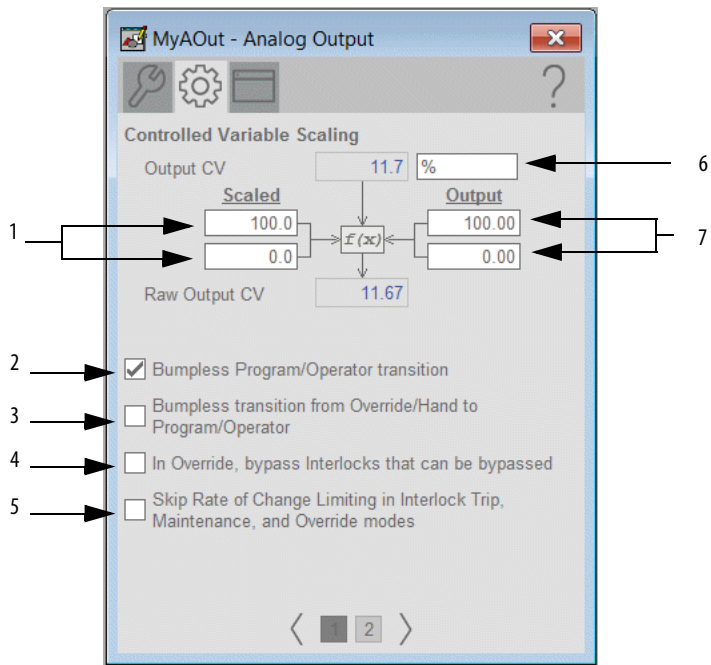 MyAOut - Analog Output
?
Controlled Variable Scaling
Output CV 11.7 % 6
Scaled Output
1 100.0 100.00 7
f(x)
0.0 0.00
Raw Output CV 11.67
2 Bumpless Program/Operator transition
3 Bumpless transition from Override/Hand to
Program/Operator
4 In Override, bypass Interlocks that can be bypassed
5 Skip Rate of Change Limiting in Interlock Trip,
Maintenance, and Override modes
1 2